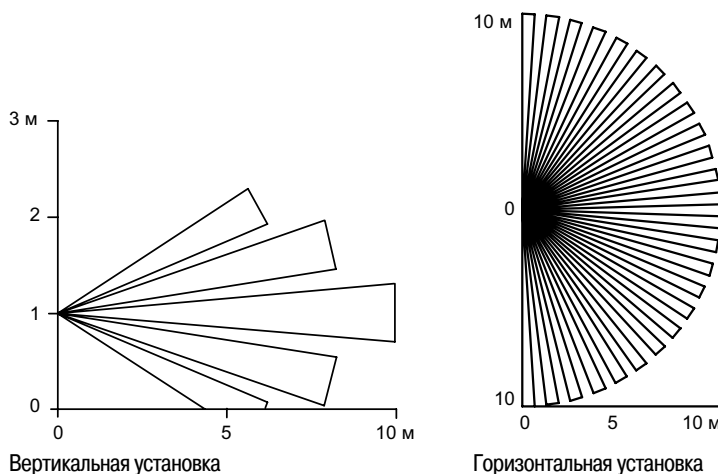 3 м
2
1
0
0 5 10 м
Вертикальная установка
10 м
0
10
0 5 10 м
Горизонтальная установка